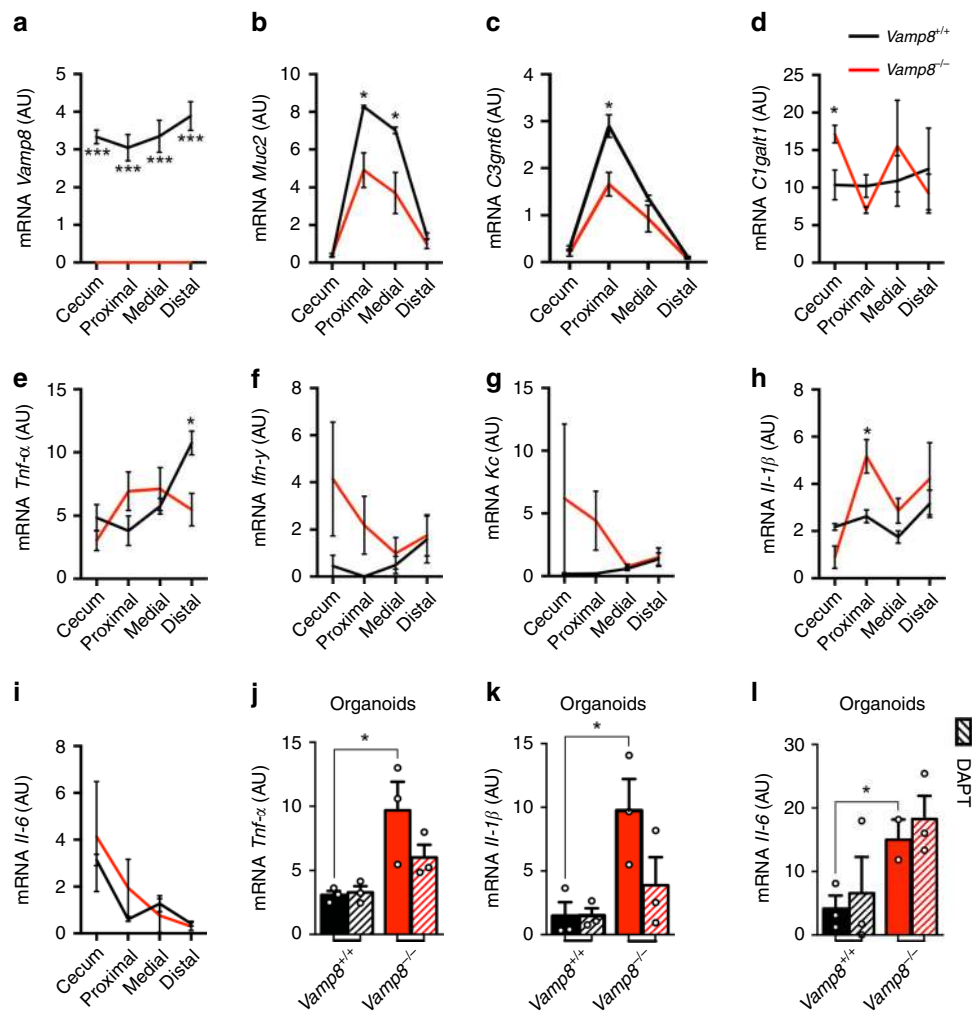 a
b
c
d
Vamp8+/+
Vamp8−/−
mRNA Vamp8 (AU)
5
4
3
2
1
0
***
***
***
***
Cecum
Proximal
Medial
Distal
mRNA Muc2 (AU)
10
8
6
4
2
0
*
*
Cecum
Proximal
Medial
Distal
mRNA C3gnt6 (AU)
4
3
2
1
0
*
Cecum
Proximal
Medial
Distal
mRNA C1galt1 (AU)
25
20
15
10
5
0
*
Cecum
Proximal
Medial
Distal
e
f
g
h
mRNA Tnf-α (AU)
15
10
5
0
*
Cecum
Proximal
Medial
Distal
mRNA Ifn-y (AU)
8
6
4
2
0
Cecum
Proximal
Medial
Distal
mRNA Kc (AU)
15
10
5
0
Cecum
Proximal
Medial
Distal
mRNA Il-1β (AU)
8
6
4
2
0
*
Cecum
Proximal
Medial
Distal
i
j
k
l
mRNA Il-6 (AU)
8
6
4
2
0
Cecum
Proximal
Medial
Distal
Organoids
mRNA Tnf-α (AU)
15
10
5
0
*
Vamp8+/+
Vamp8−/−
Organoids
mRNA Il-1β (AU)
15
10
5
0
*
Vamp8+/+
Vamp8−/−
Organoids
mRNA Il-6 (AU)
30
20
10
0
*
Vamp8+/+
Vamp8−/−
DAPT